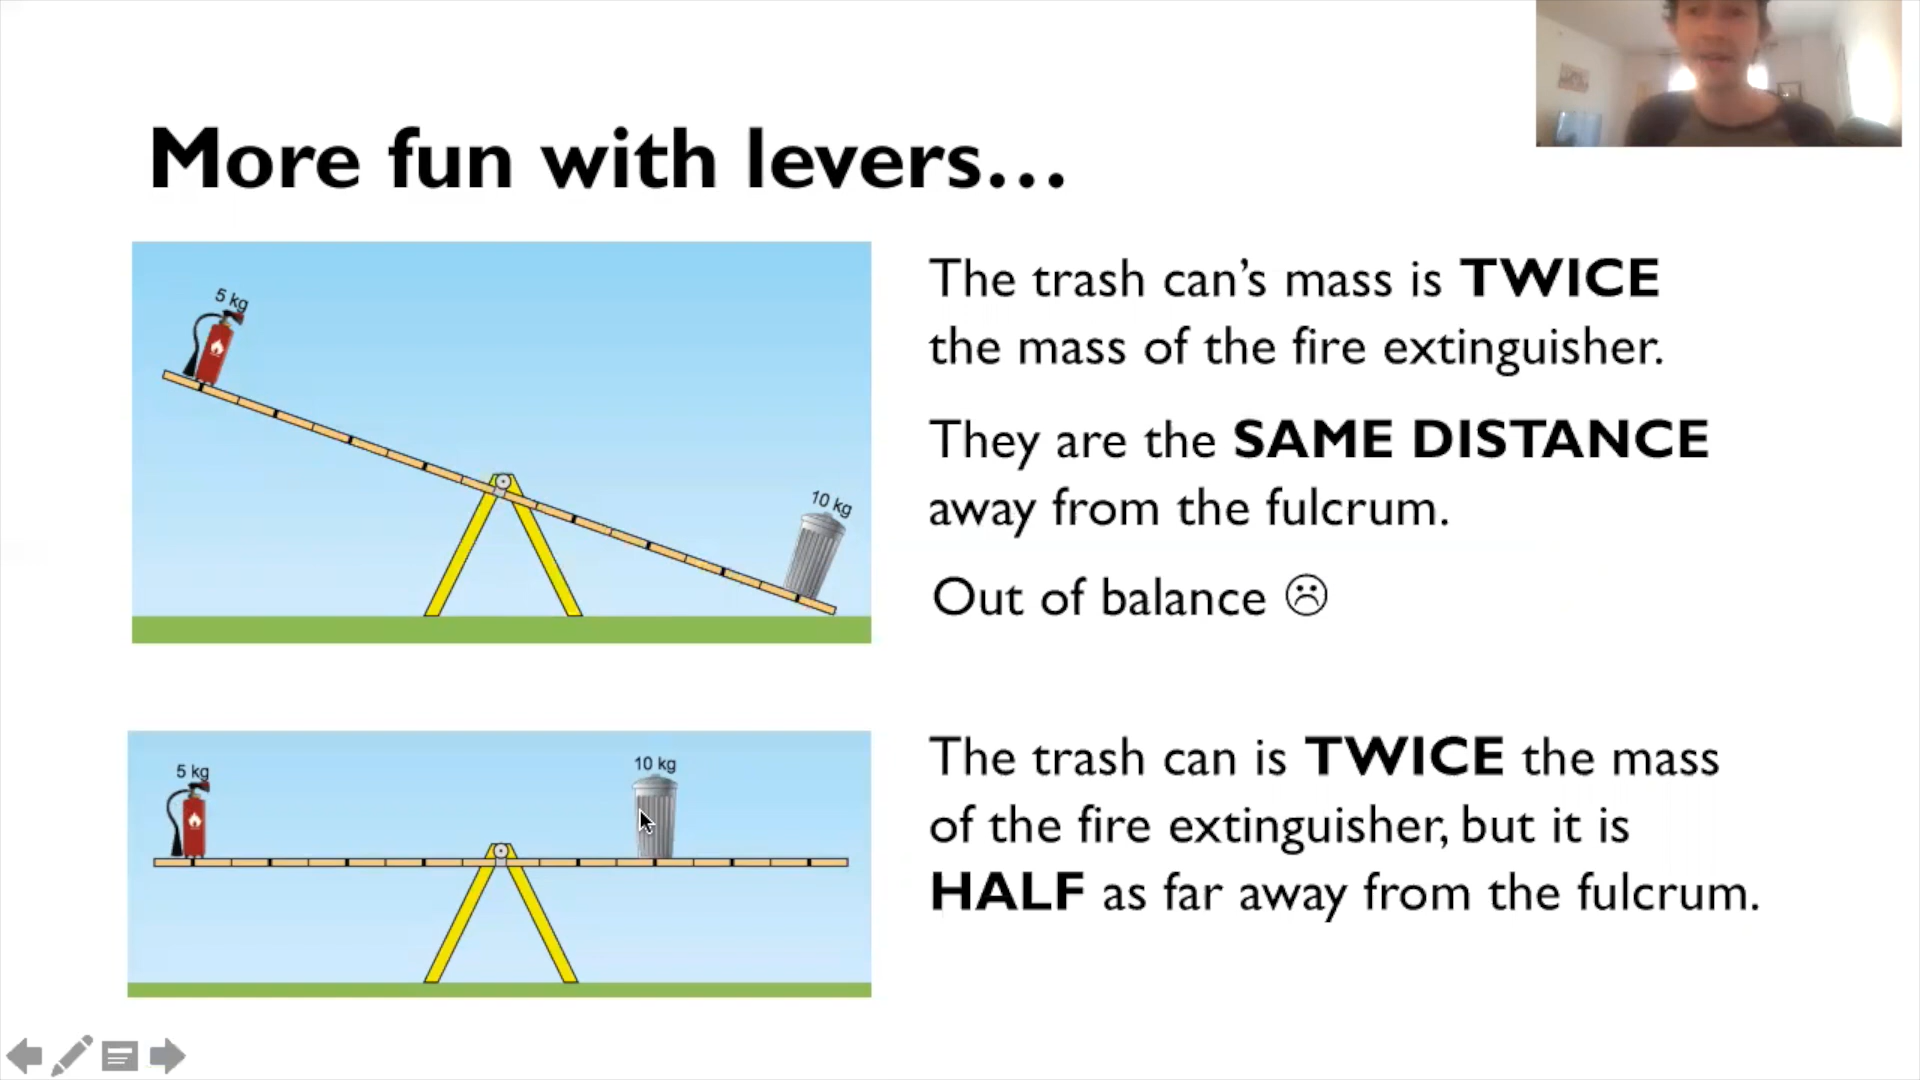 More fun with levers…
5 kg
10 kg
The trash can’s mass is TWICE
the mass of the fire extinguisher.
They are the SAME DISTANCE
away from the fulcrum.
Out of balance ☹
5 kg
10 kg
The trash can is TWICE the mass
of the fire extinguisher, but it is
HALF as far away from the fulcrum.